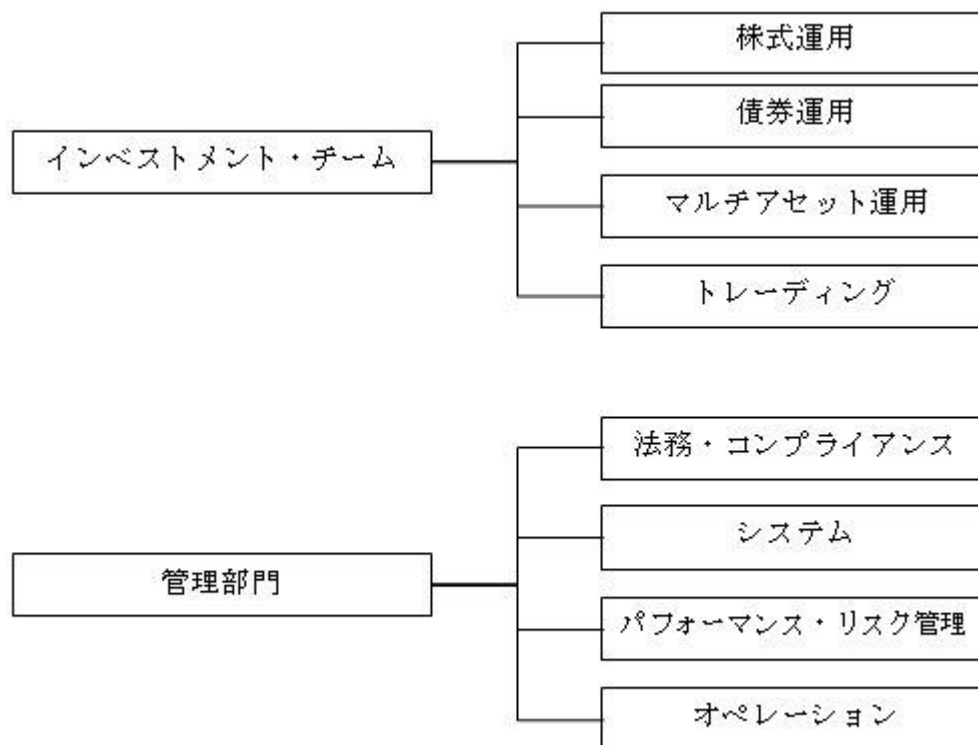 株式運用
債券運用
インベストメント・チーム
マルチアセット運用
トレーディング
法務・コンプライアンス
システム
管理部門
パフォーマンス・リスク管理
オペレーション